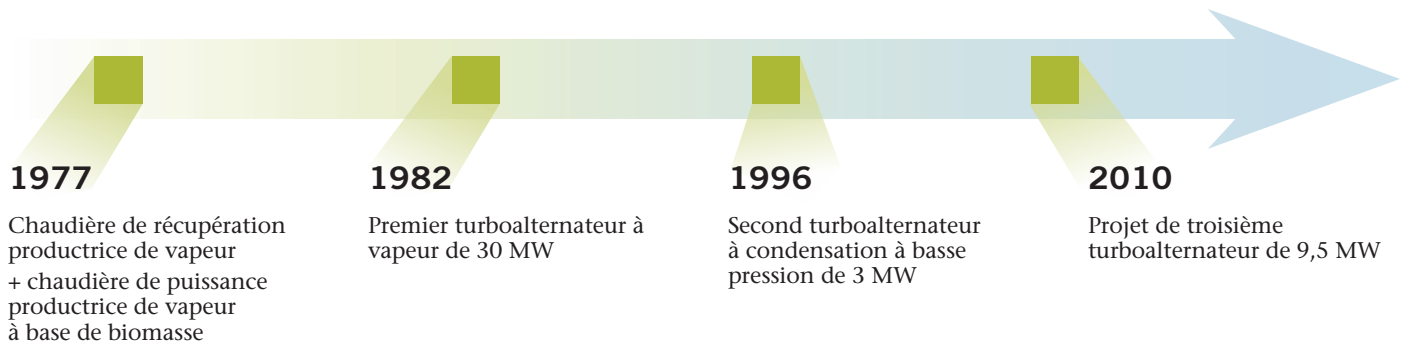 1977
Chaudière de récupération
productrice de vapeur
+ chaudière de puissance
productrice de vapeur
à base de biomasse
1982
Premier turboalternateur à
vapeur de 30 MW
1996
Second turboalternateur
à condensation à basse
pression de 3 MW
2010
Projet de troisième
turboalternateur de 9,5 MW